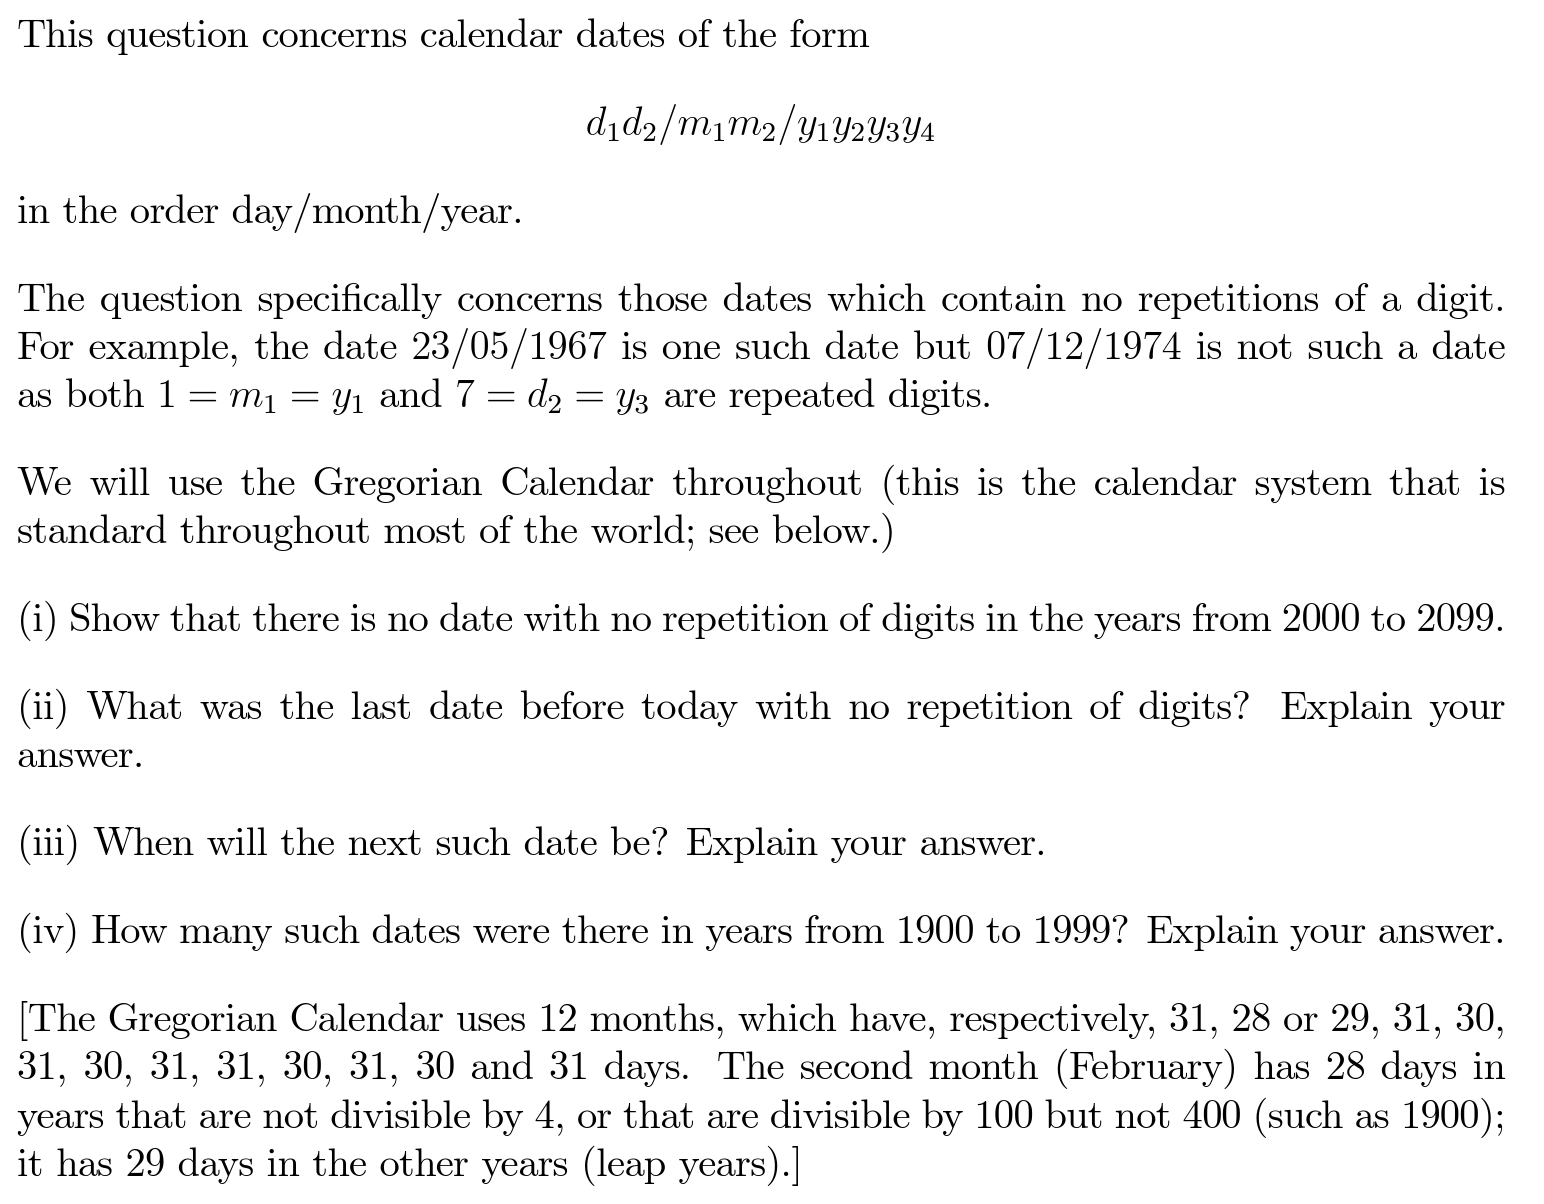 This question concerns calendar dates of the form
d₁d₂/m₁m₂/y₁y₂y₃y₄
in the order day/month/year.
The question specifically concerns those dates which contain no repetitions of a digit.
For example, the date 23/05/1967 is one such date but 07/12/1974 is not such a date
as both 1 = m₁ = y₁ and 7 = d₂ = y₃ are repeated digits.
We will use the Gregorian Calendar throughout (this is the calendar system that is
standard throughout most of the world; see below.)
(i) Show that there is no date with no repetition of digits in the years from 2000 to 2099.
(ii) What was the last date before today with no repetition of digits? Explain your
answer.
(iii) When will the next such date be? Explain your answer.
(iv) How many such dates were there in years from 1900 to 1999? Explain your answer.
[The Gregorian Calendar uses 12 months, which have, respectively, 31, 28 or 29, 31, 30,
31, 30, 31, 31, 30, 31, 30 and 31 days. The second month (February) has 28 days in
years that are not divisible by 4, or that are divisible by 100 but not 400 (such as 1900);
it has 29 days in the other years (leap years).]